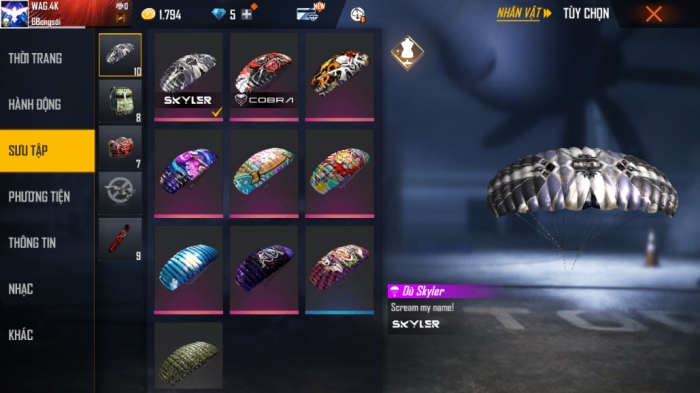 WAG.4K
GBongsói
1.794
5
NEW
NHÂN VẬT
TÙY CHỌN
THỜI TRANG
HÀNH ĐỘNG
SƯU TẬP
PHƯƠNG TIỆN
THÔNG TIN
NHẠC
KHÁC
10
8
7
9
SKYLER
COBRA
Dù Skyler
Scream my name!
SKYLER